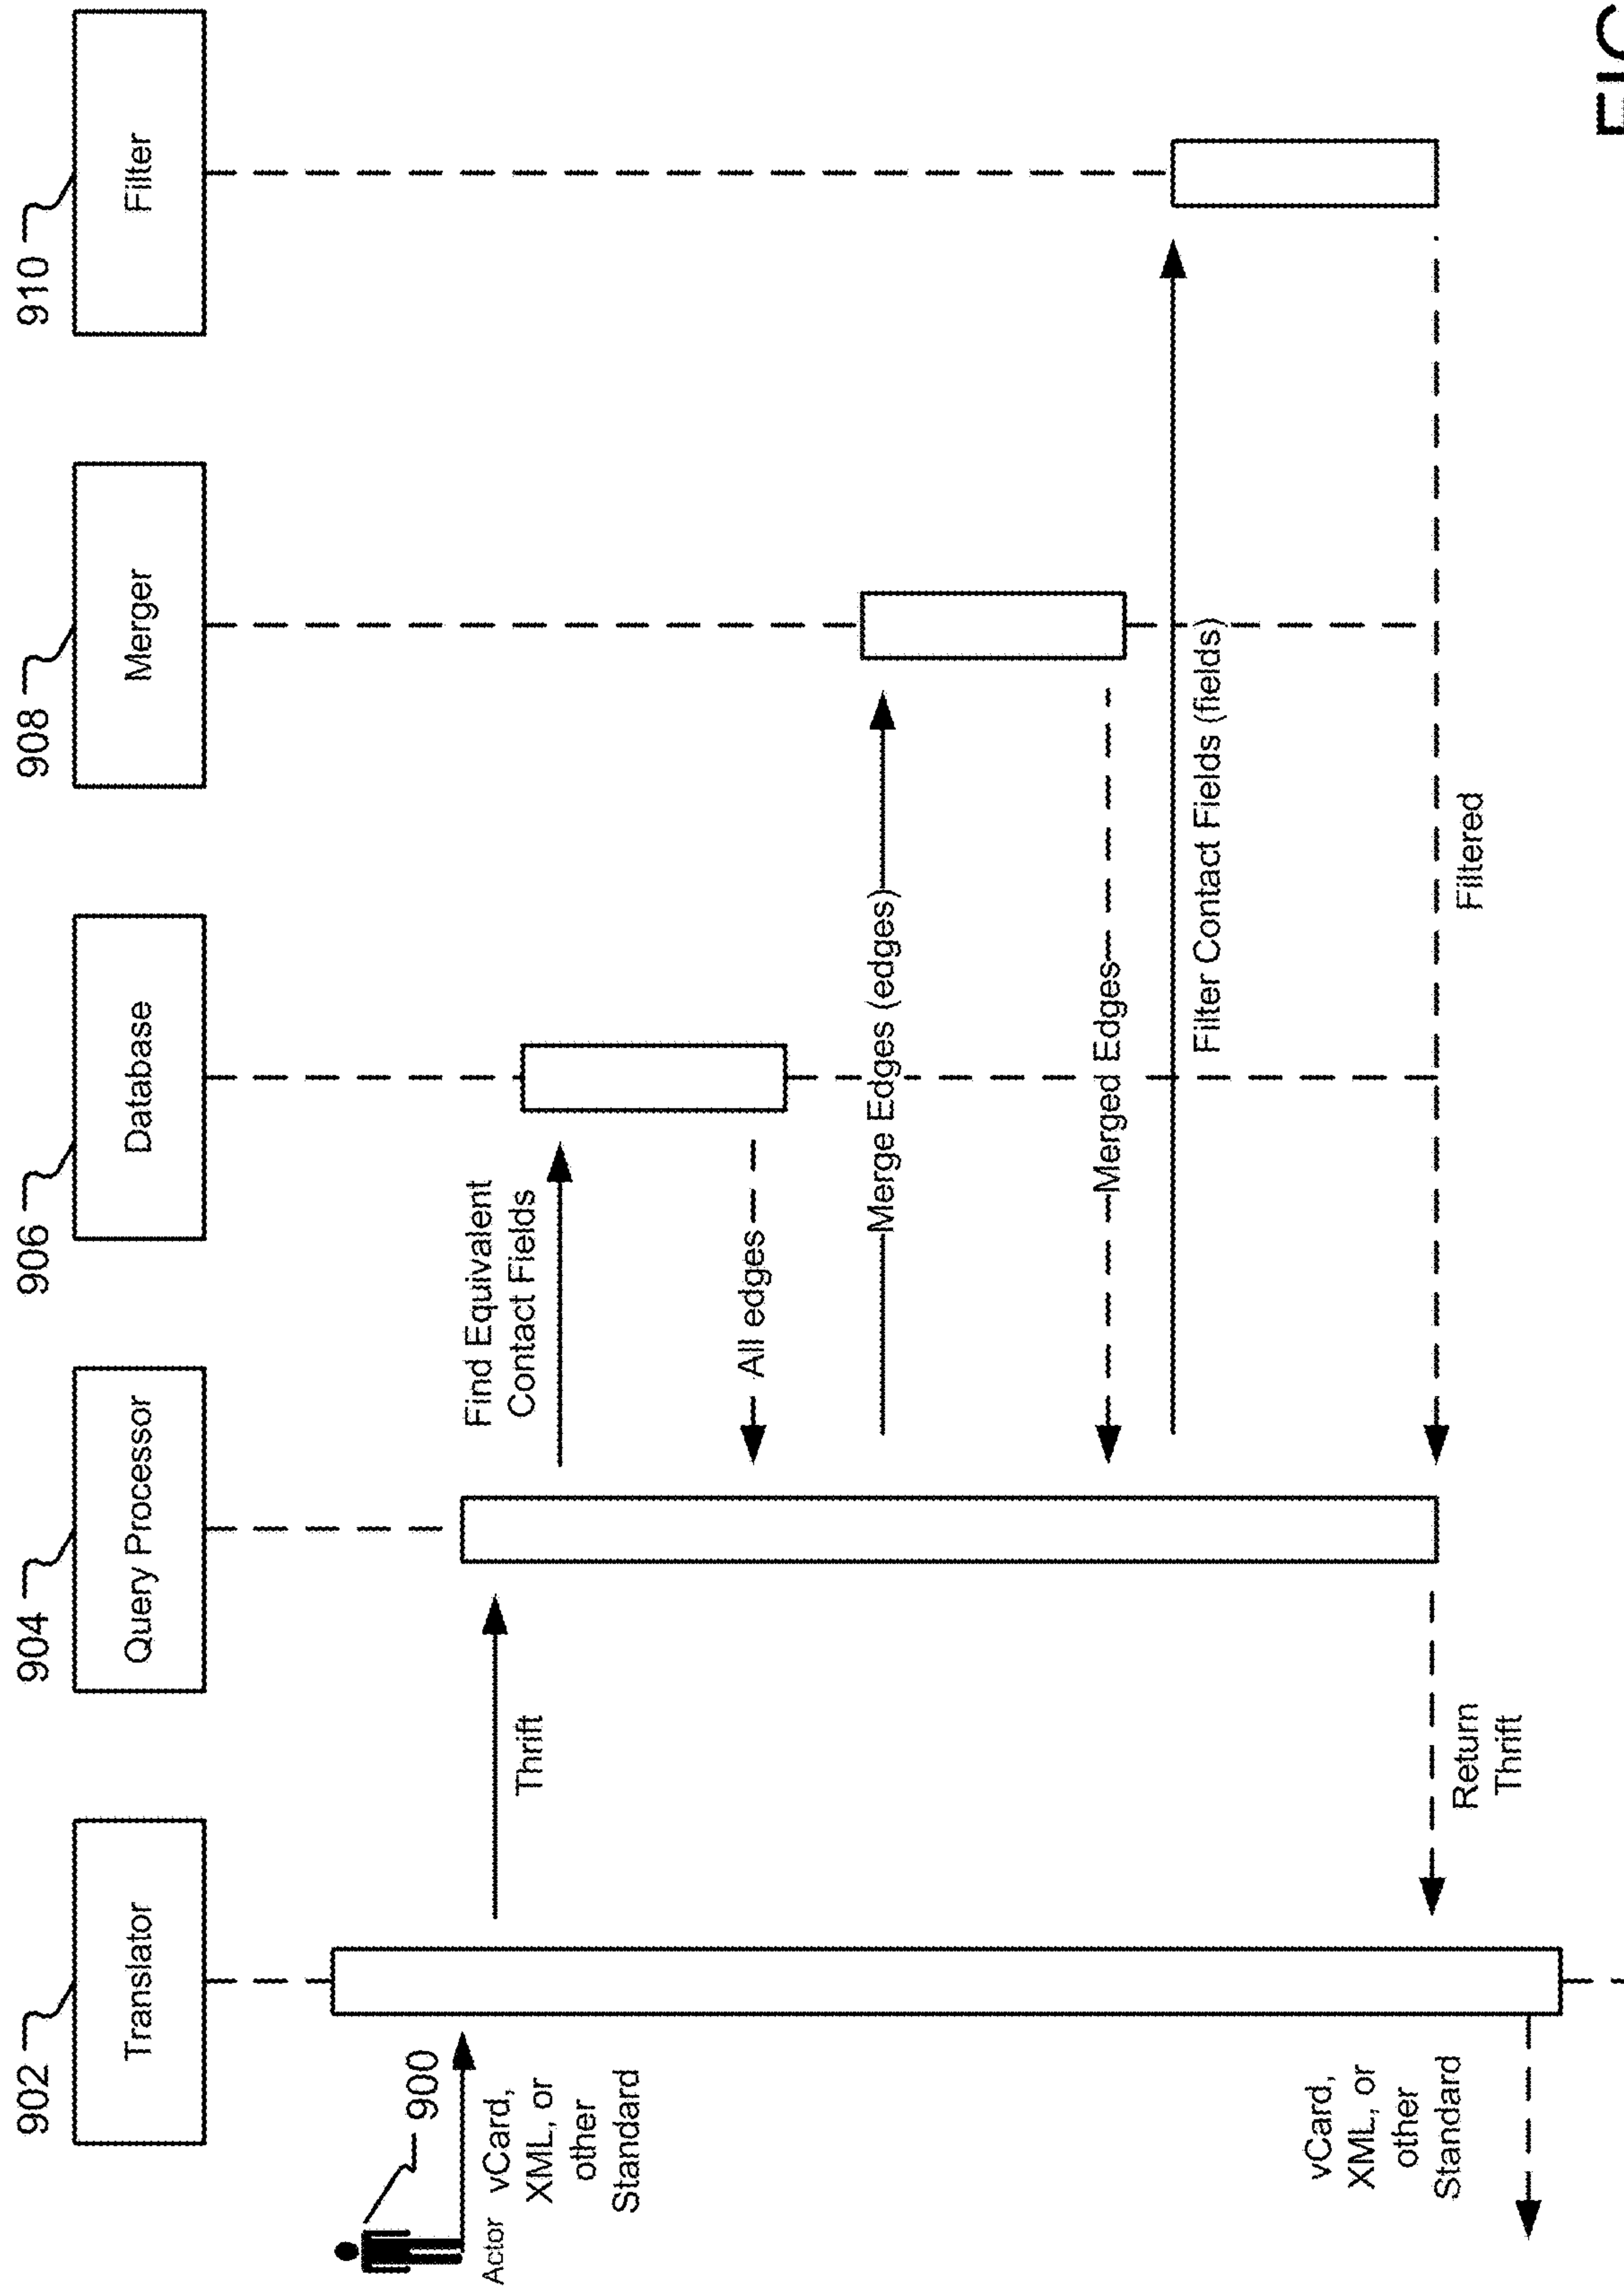 902
904
906
908
910
Translator
Query Processor
Database
Merger
Filter
900
Actor
vCard,
XML, or
other
Standard
Thrift
Find Equivalent
Contact Fields
All edges
Merge Edges (edges)
Merged Edges
Filter Contact Fields (fields)
Filtered
Return
Thrift
vCard,
XML, or
other
Standard